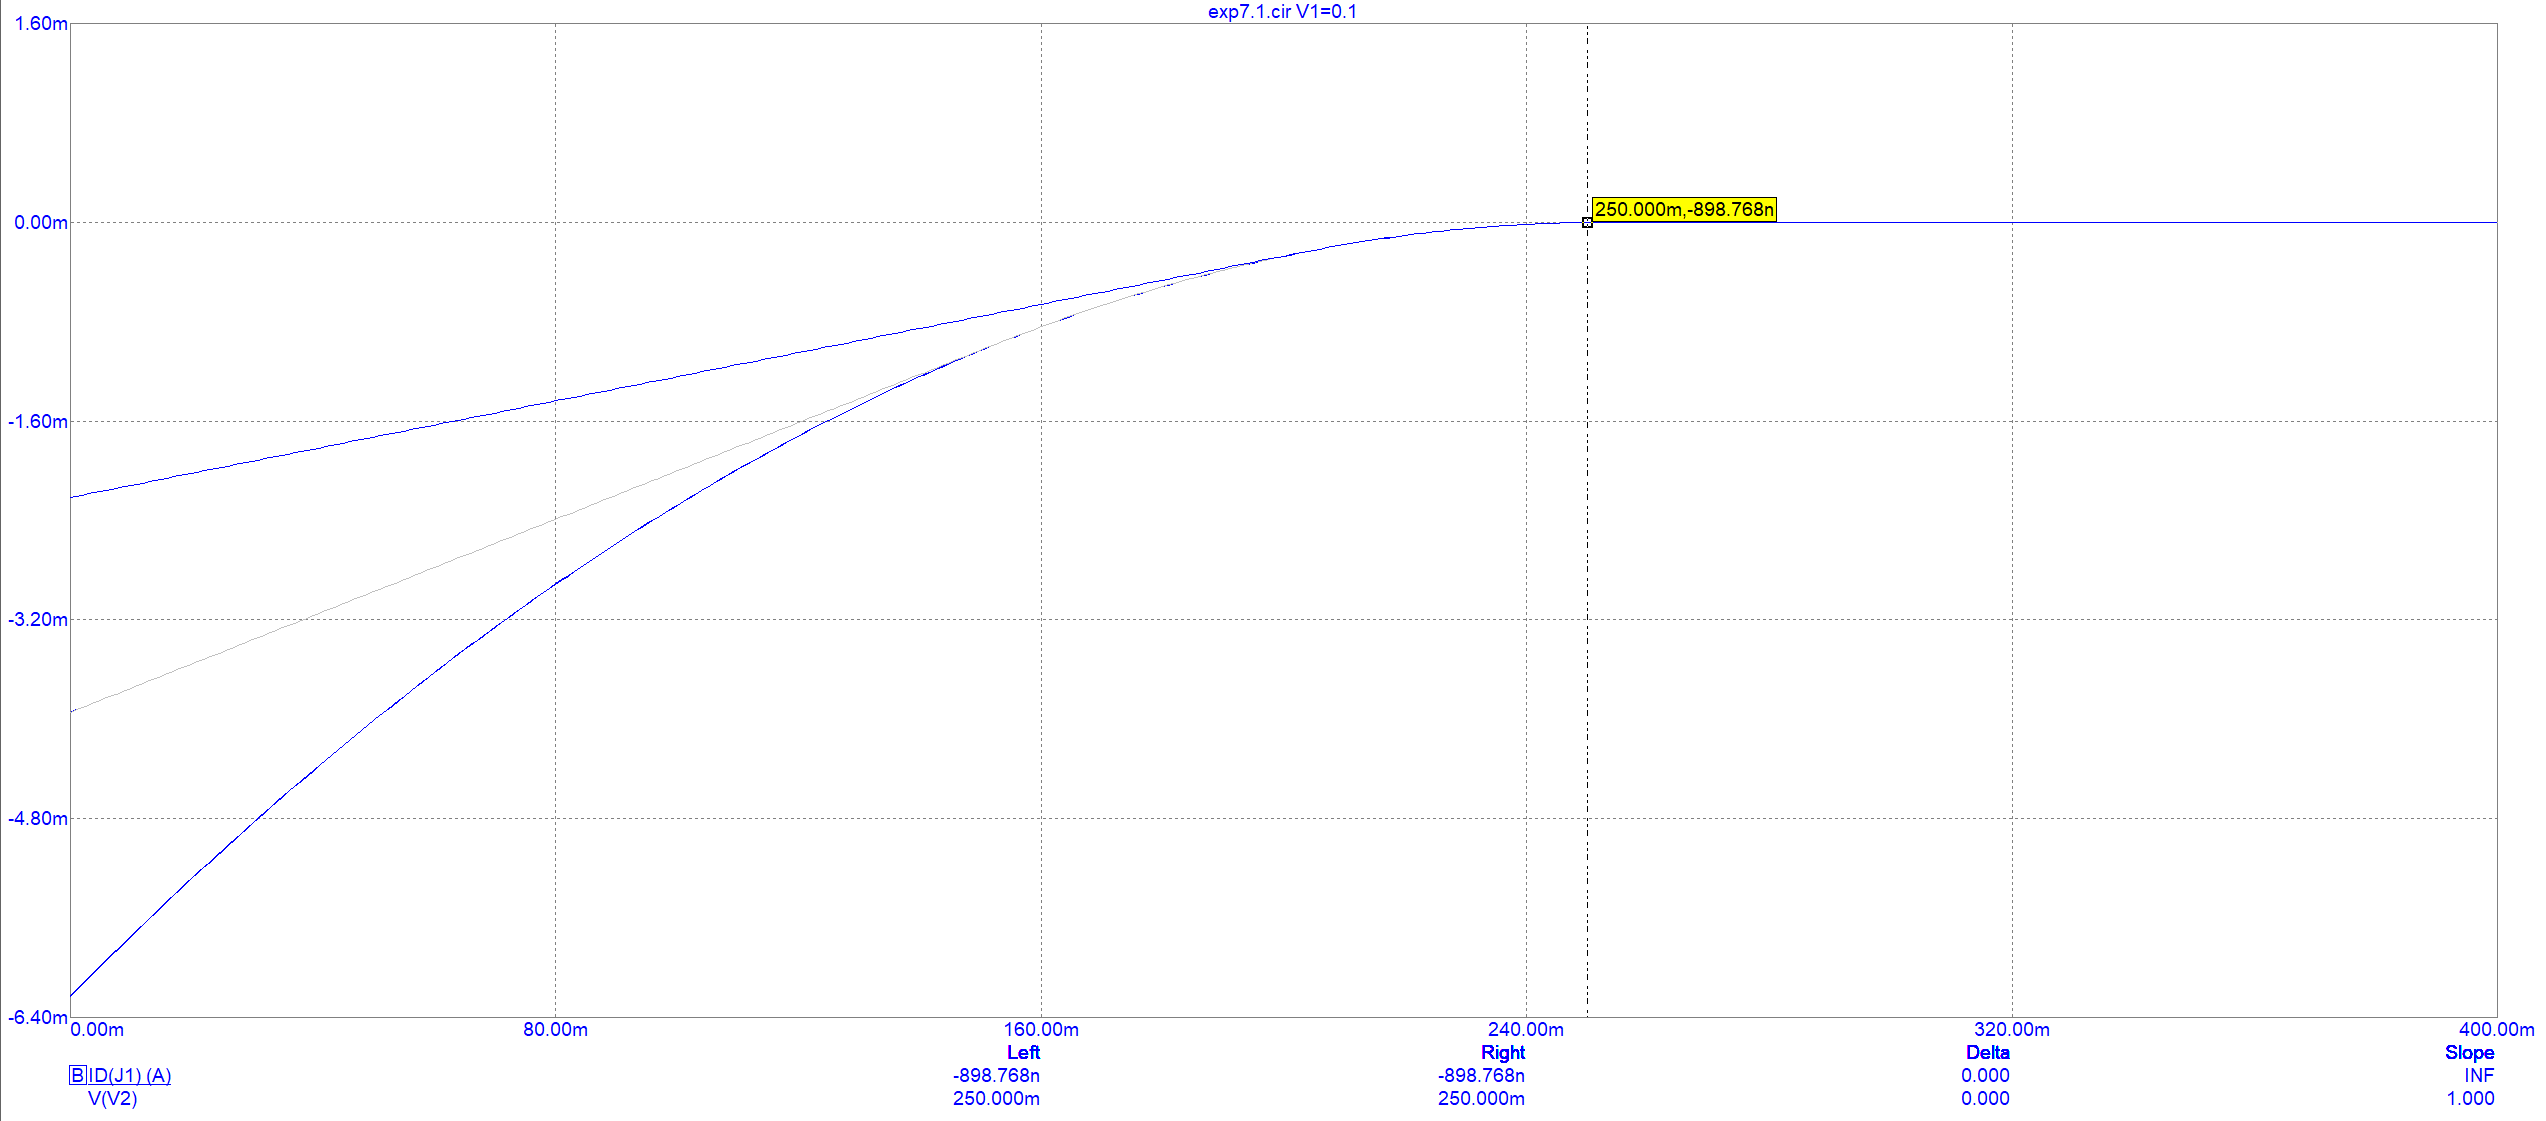 exp7.1.cir V1=0.1
1.60m
0.00m
250.000m,-898.768n
-1.60m
-3.20m
-4.80m
-6.40m
0.00m 80.00m 160.00m 240.00m 320.00m 400.00m
Left Right Delta Slope
B ID(J1) (A) -898.768n -898.768n 0.000 INF
V(V2) 250.000m 250.000m 0.000 1.000